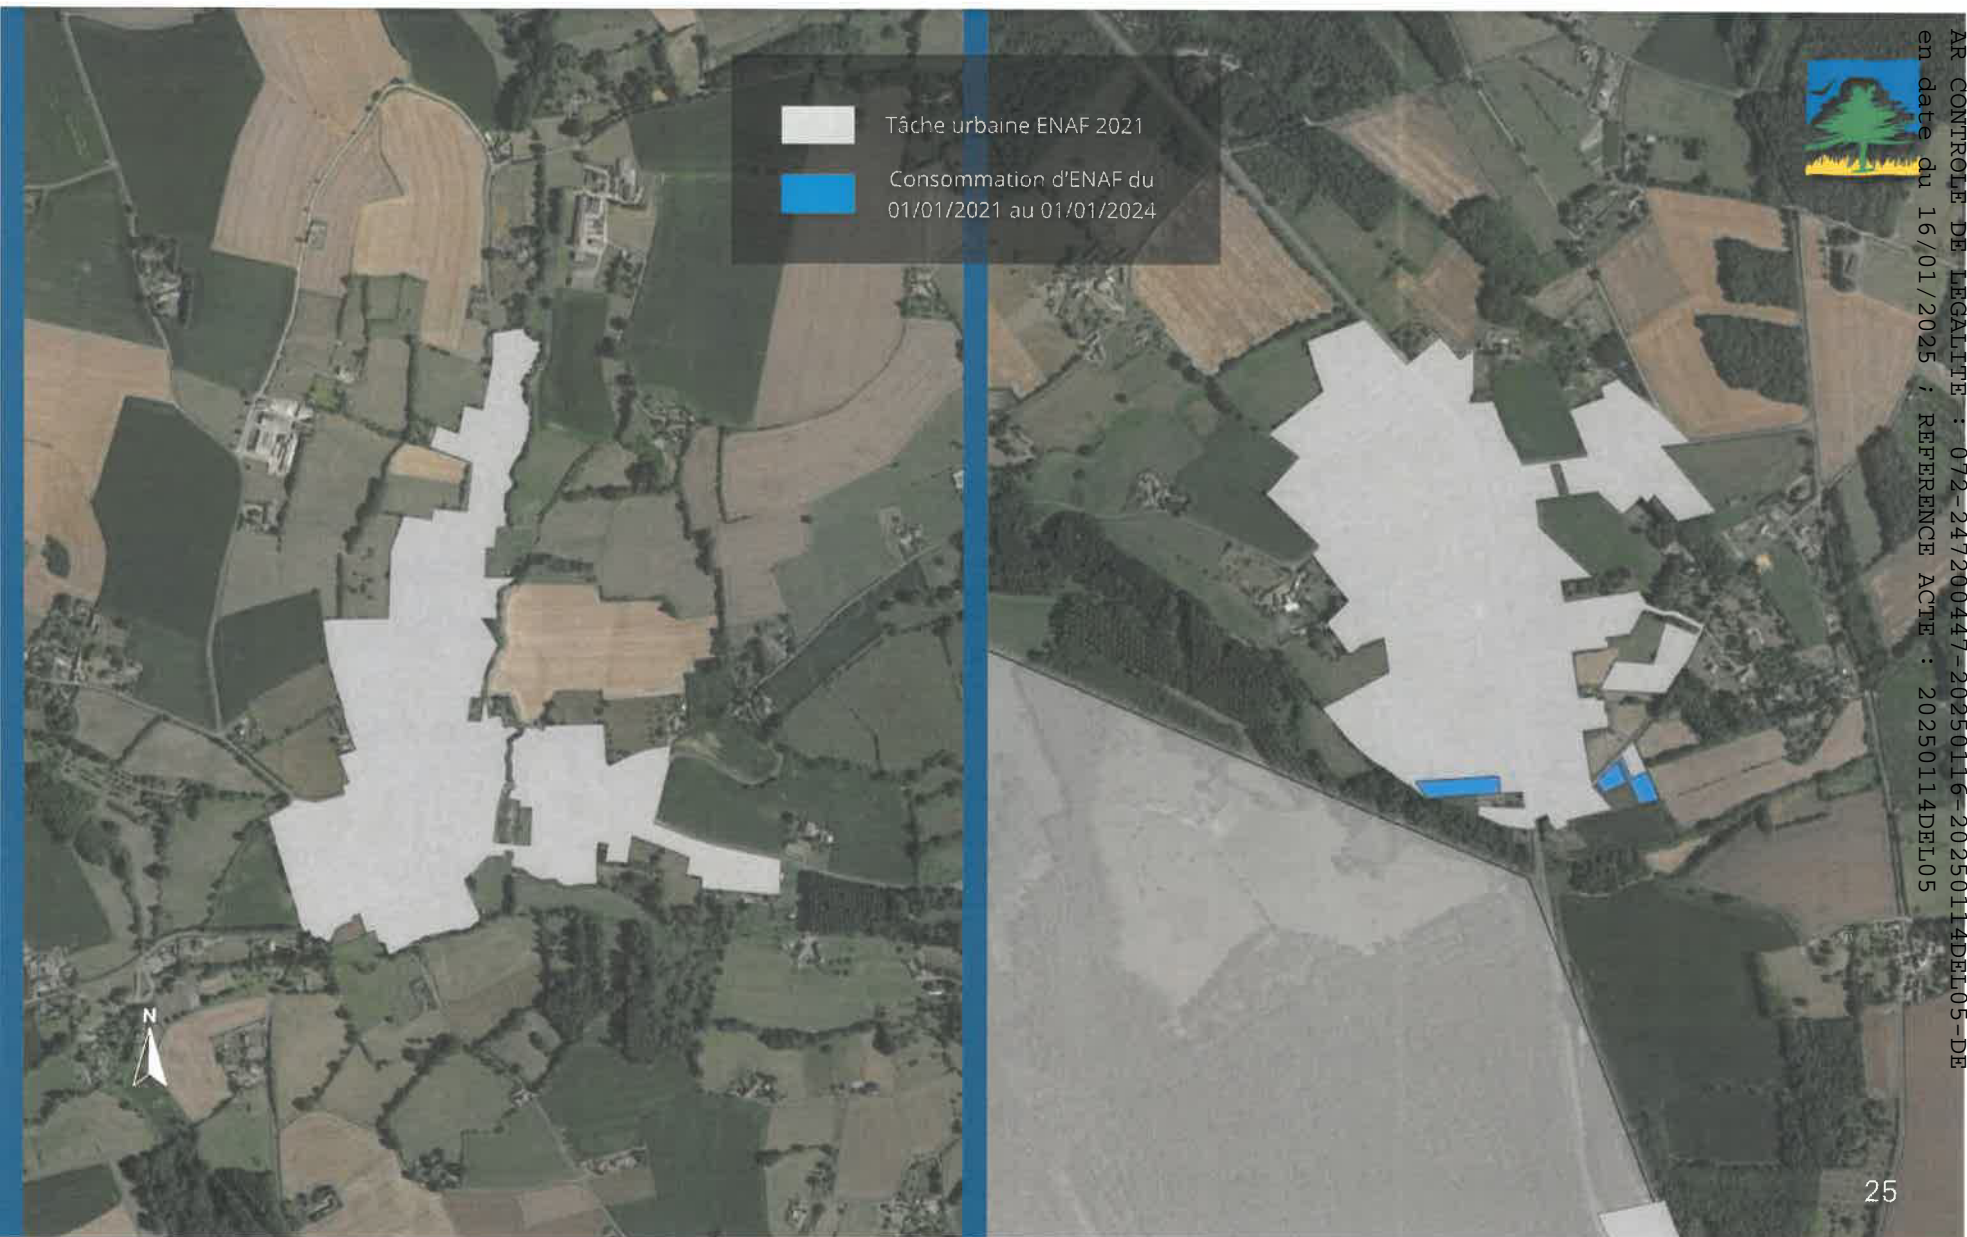 Tâche urbaine ENAF 2021
Consommation d'ENAF du
01/01/2021 au 01/01/2024
AR CONTROLE DE LEGALITE : 072-247200447-20250116-20250114DEL05-DE
en date du 16/01/2025 ; REFERENCE ACTE : 20250114DEL05
N
25